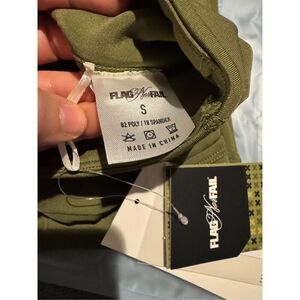 FLAG Nor FAIL
S
82 POLY / 18 SPANDEX
MADE IN CHINA
FLAG Nor FAIL